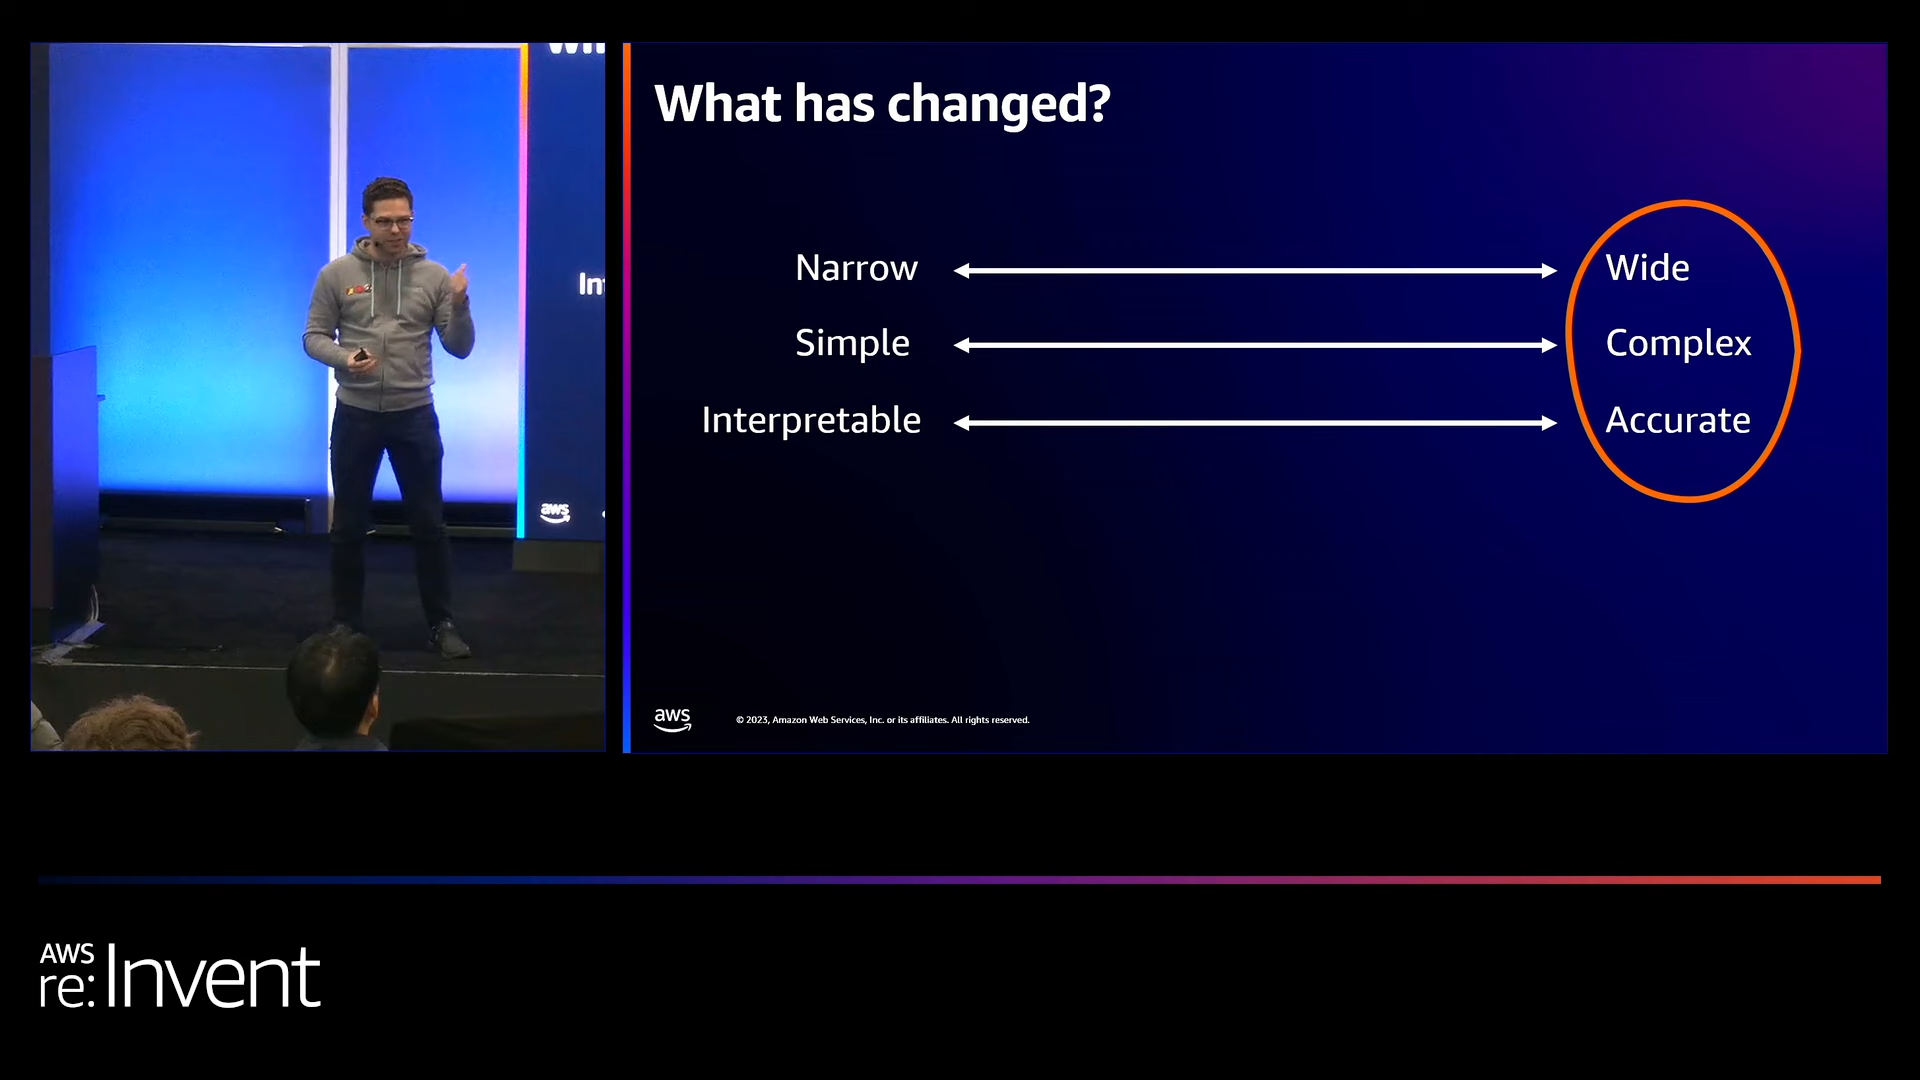 What has changed?
Narrow Wide
Simple Complex
Interpretable Accurate
aws
aws © 2023, Amazon Web Services, Inc. or its affiliates. All rights reserved.
AWS
re:Invent